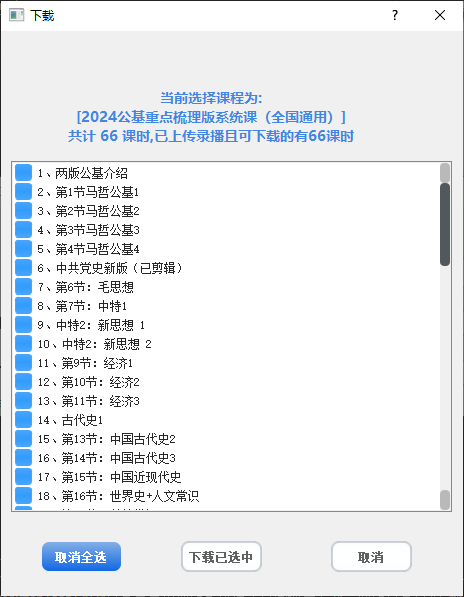 下载
?
当前选择课程为:
[2024公基重点梳理版系统课（全国通用）]
共计 66 课时,已上传录播且可下载的有66课时
1、两版公基介绍
2、第1节马哲公基1
3、第2节马哲公基2
4、第3节马哲公基3
5、第4节马哲公基4
6、中共党史新版（已剪辑）
7、第6节：毛思想
8、第7节：中特1
9、中特2：新思想 1
10、中特2：新思想 2
11、第9节：经济1
12、第10节：经济2
13、第11节：经济3
14、古代史1
15、第13节：中国古代史2
16、第14节：中国古代史3
17、第15节：中国近现代史
18、第16节：世界史+人文常识
取消全选
下载已选中
取消